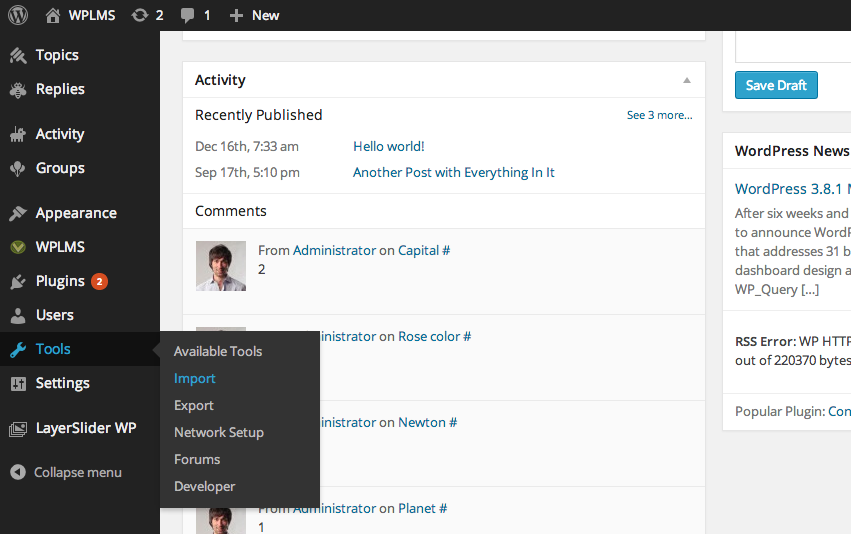 WPLMS 2 1 New
Topics
Replies
Activity
Groups
Appearance
WPLMS
Plugins 2
Users
Tools
Settings
LayerSlider WP
Collapse menu
Available Tools
Import
Export
Network Setup
Forums
Developer
Activity
Recently Published See 3 more...
Dec 16th, 7:33 am Hello world!
Sep 17th, 5:10 pm Another Post with Everything In It
Comments
From Administrator on Capital #
2
inistrator on Rose color #
inistrator on Newton #
From Administrator on Planet #
1
Save Draft
WordPress News
WordPress 3.8.1 M
After six weeks and
to announce WordP
that addresses 31 b
dashboard design a
WP_Query [...]
RSS Error: WP HTTP
out of 220370 bytes
Popular Plugin: Con